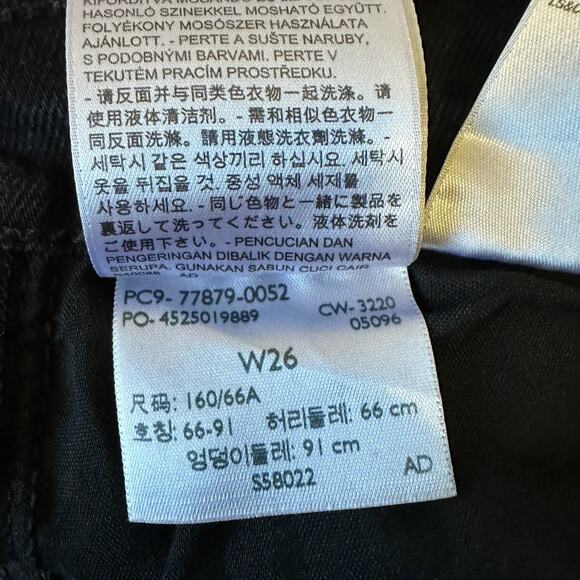 HASONLÓ SZINEKKEL MOSHATÓ EGYÜTT.
FOLYÉKONY MOSÓSZER HASZNÁLATA
AJÁNLOTT. - PERTE A SUŠTE NARUBY,
S PODOBNÝMI BARVAMI. PERTE V
TEKUTÉM PRACÍM PROSTŘEDKU.
- 请反面并与同类色衣物一起洗涤。请
使用液体清洁剂。- 需和相似色衣物一
同反面洗滌。請用液態洗衣劑洗滌。-
세탁시 같은 색상끼리 하십시요. 세탁시
옷을 뒤집을 것. 중성 액체 세제를
사용하세요. - 同じ色衣物と一緒に製品を
裏返して洗ってください。液体洗剤を
ご使用下さい。- PENCUCIAN DAN
PENGERINGAN DIBALIK DENGAN WARNA
SERUPA. GUNAKAN SABUN CUCI CAIR
AD
PC9- 77879-0052
PO- 4525019889
CW-3220
05096
W26
尺码: 160/66A
호칭: 66-91 허리둘레: 66 cm
엉덩이둘레: 91 cm
S58022
AD